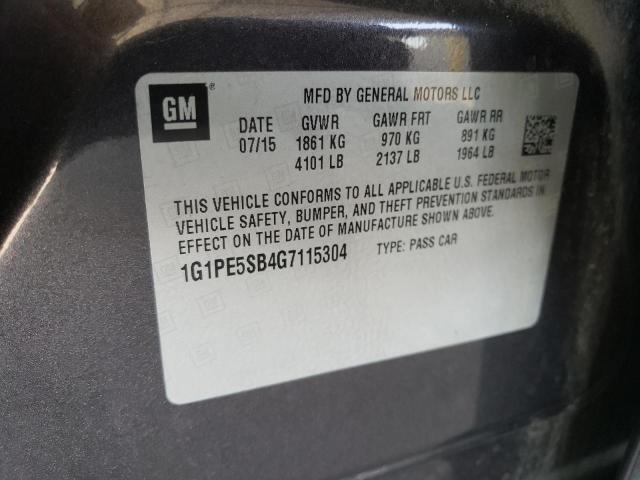 GM®
MFD BY GENERAL MOTORS LLC
DATE GVWR GAWR FRT GAWR RR
07/15 1861 KG 970 KG 891 KG
4101 LB 2137 LB 1964 LB
THIS VEHICLE CONFORMS TO ALL APPLICABLE U.S. FEDERAL MOTOR
VEHICLE SAFETY, BUMPER, AND THEFT PREVENTION STANDARDS IN
EFFECT ON THE DATE OF MANUFACTURE SHOWN ABOVE.
1G1PE5SB4G7115304 TYPE: PASS CAR